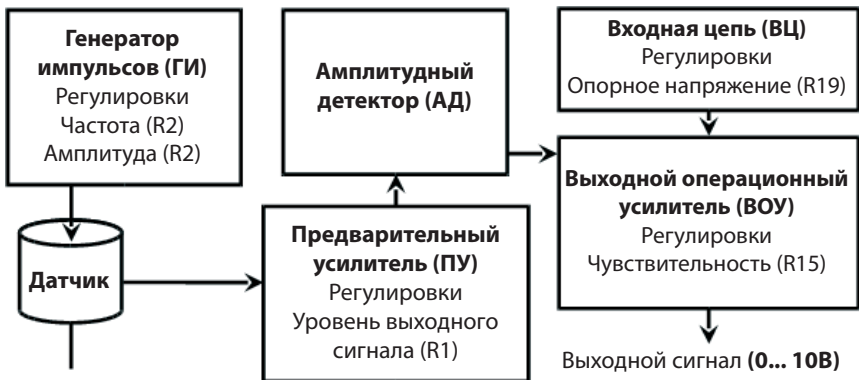 Генератор
импульсов (ГИ)
Регулировки
Частота (R2)
Амплитуда (R2)
Датчик
Предварительный
усилитель (ПУ)
Регулировки
Уровень выходного
сигнала (R1)
Амплитудный
детектор (АД)
Входная цепь (ВЦ)
Регулировки
Опорное напряжение (R19)
Выходной операционный
усилитель (ВОУ)
Регулировки
Чувствительность (R15)
Выходной сигнал (0... 10В)